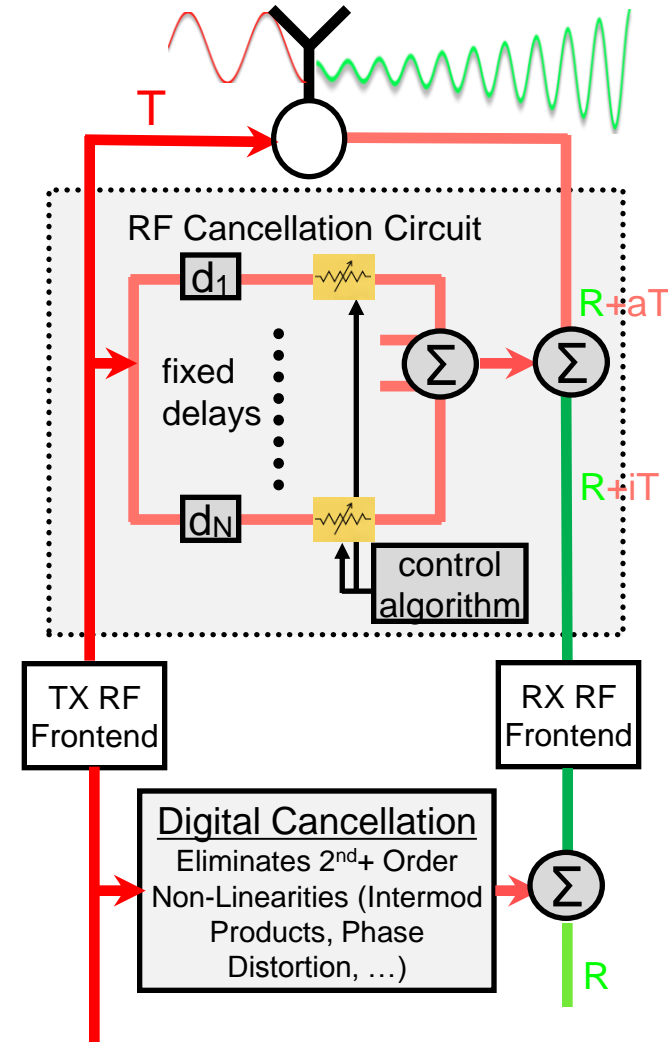 T
RF Cancellation Circuit
d1
R+aT
Σ
Σ
fixed
delays
R+iT
dN
control
algorithm
TX RF
Frontend
RX RF
Frontend
Digital Cancellation
Eliminates 2nd+ Order
Non-Linearities (Intermod
Products, Phase
Distortion, …)
Σ
R